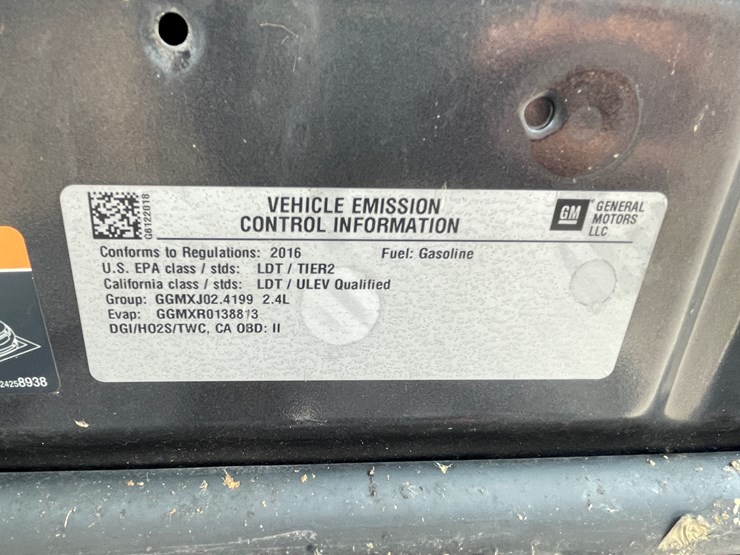 G6122018
VEHICLE EMISSION
CONTROL INFORMATION
GM
GENERAL
MOTORS
LLC
Conforms to Regulations: 2016 Fuel: Gasoline
U.S. EPA class / stds: LDT / TIER2
California class / stds: LDT / ULEV Qualified
Group: GGMXJ02.4199 2.4L
Evap: GGMXR0138813
DGI/HO2S/TWC, CA OBD: II
24258938